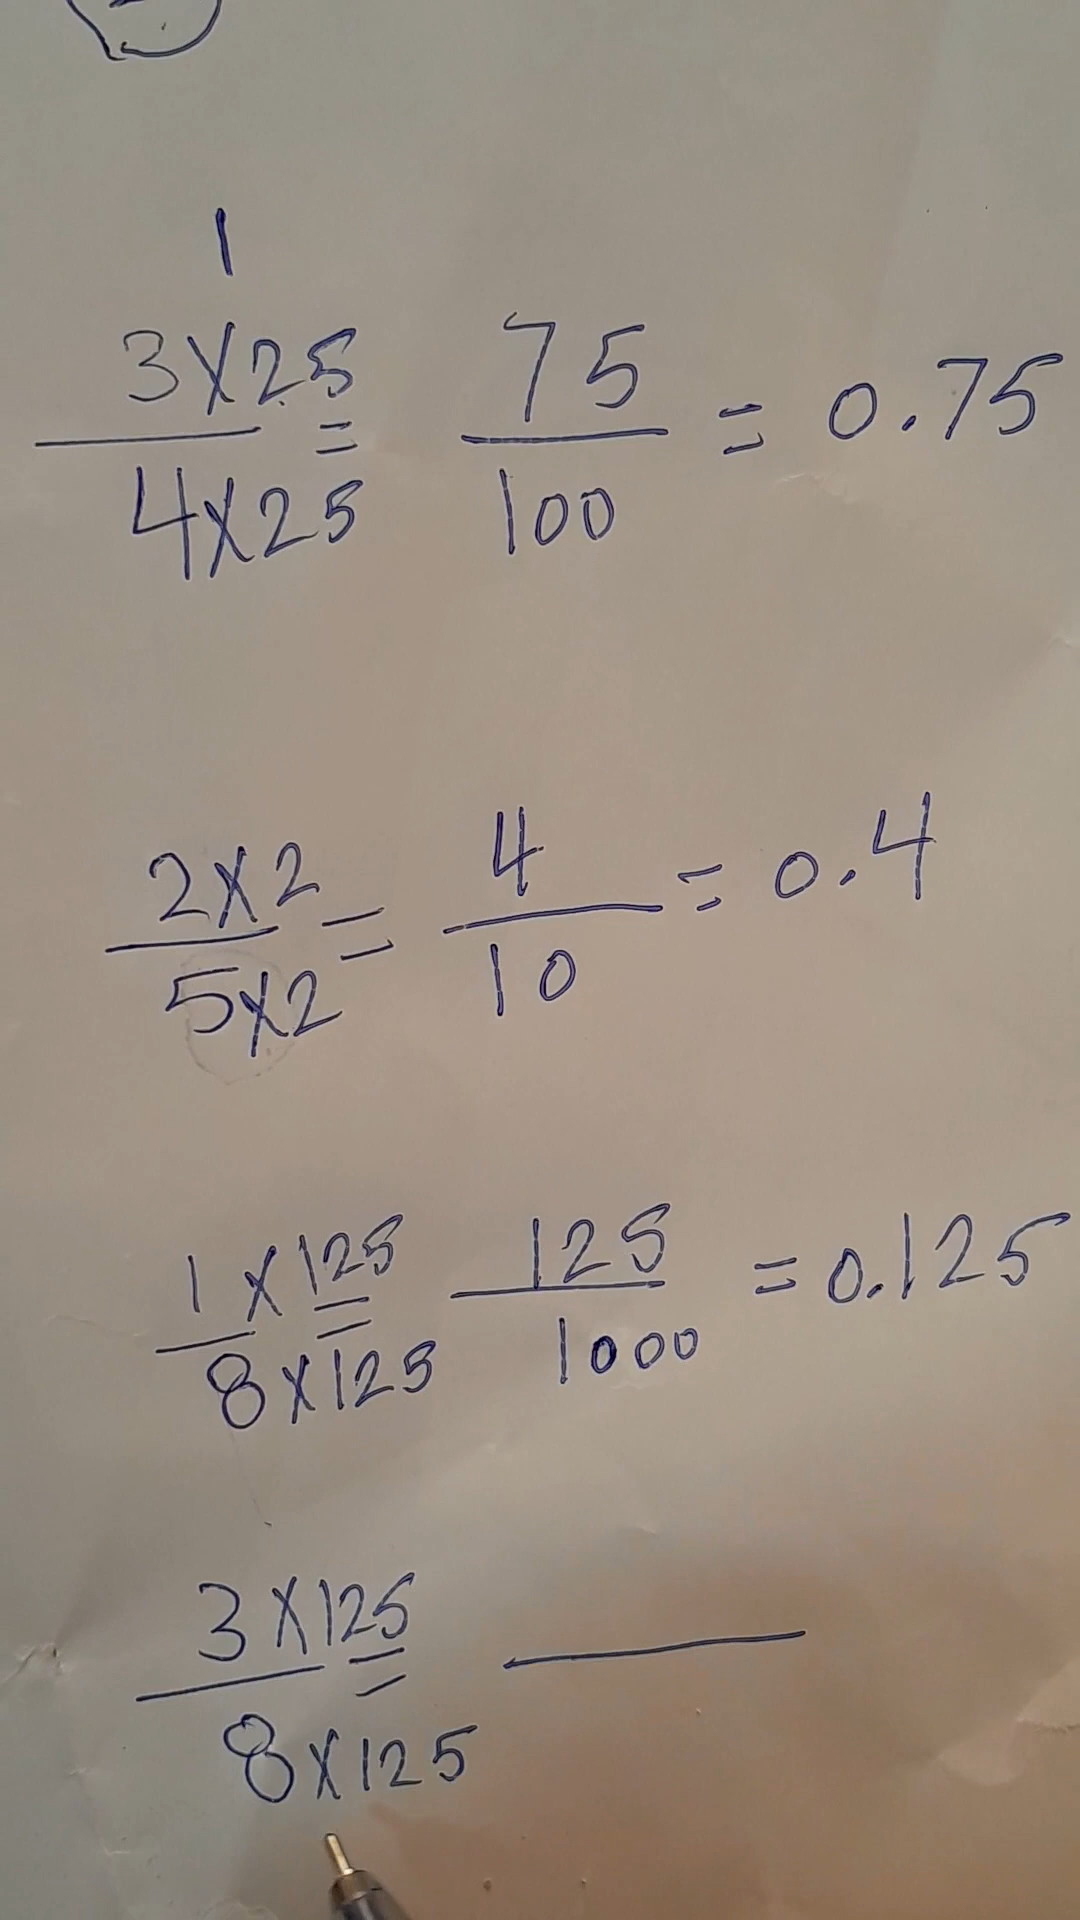 1
3x25 / 4x25 = 75 / 100 = 0.75
2x2 / 5x2 = 4 / 10 = 0.4
1x125 / 8x125 = 125 / 1000 = 0.125
3x125 / 8x125 =